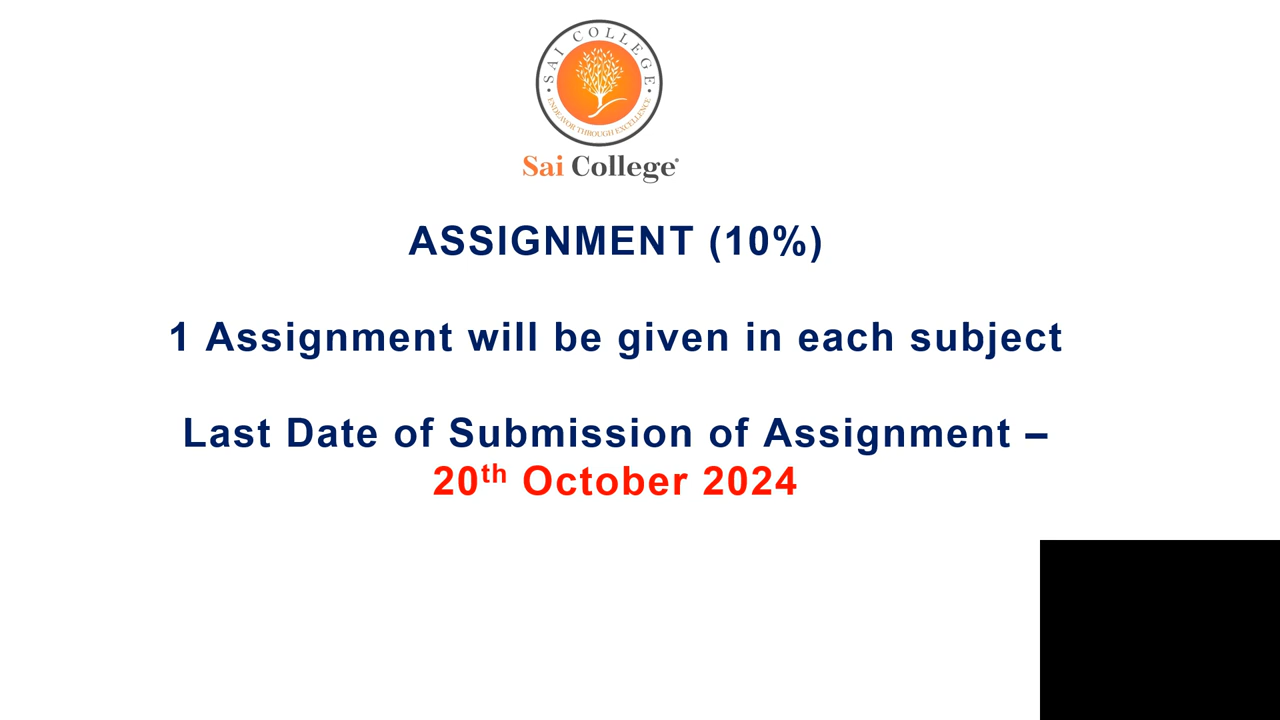 SAI COLLEGE
ENDEAVOR THROUGH EXCELLENCE
Sai College®
ASSIGNMENT (10%)
1 Assignment will be given in each subject
Last Date of Submission of Assignment –
20th October 2024